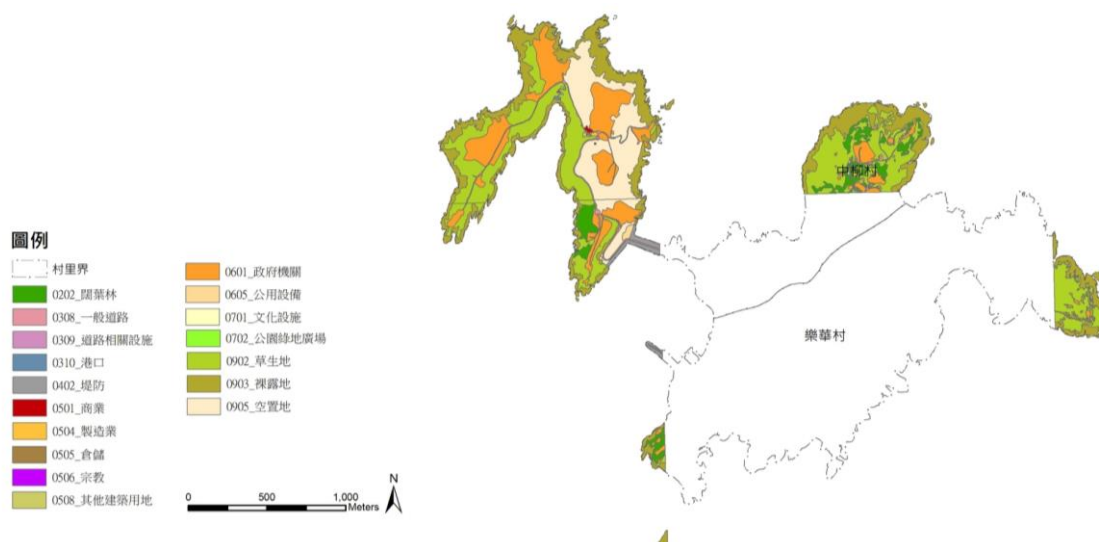 中柯村
樂華村
圖例
村里界
0202_闊葉林
0308_一般道路
0309_道路相關設施
0310_港口
0402_堤防
0501_商業
0504_製造業
0505_倉儲
0506_宗教
0508_其他建築用地
0601_政府機關
0605_公用設備
0701_文化設施
0702_公園綠地廣場
0902_草生地
0903_裸露地
0905_空置地
0 500 1,000
Meters
N